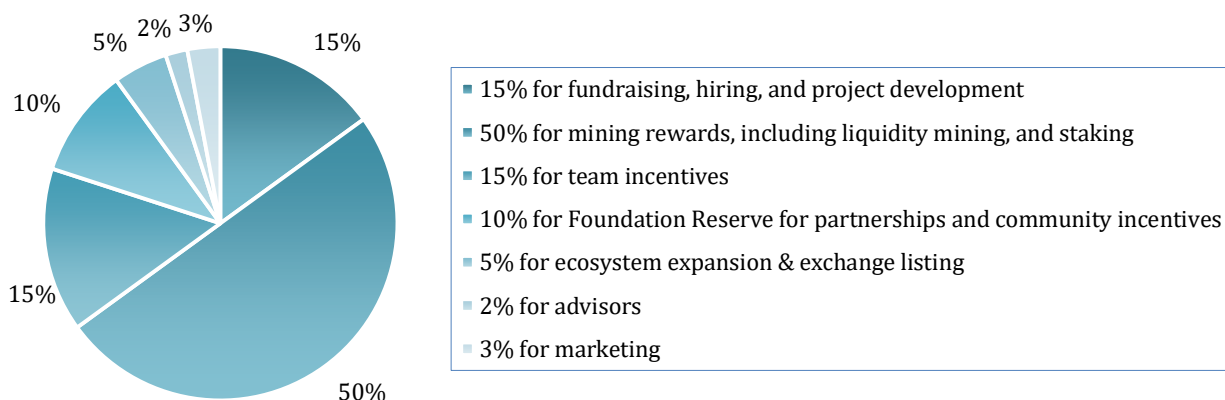 3%
2%
5%
15%
10%
15%
50%
15% for fundraising, hiring, and project development
50% for mining rewards, including liquidity mining, and staking
15% for team incentives
10% for Foundation Reserve for partnerships and community incentives
5% for ecosystem expansion & exchange listing
2% for advisors
3% for marketing